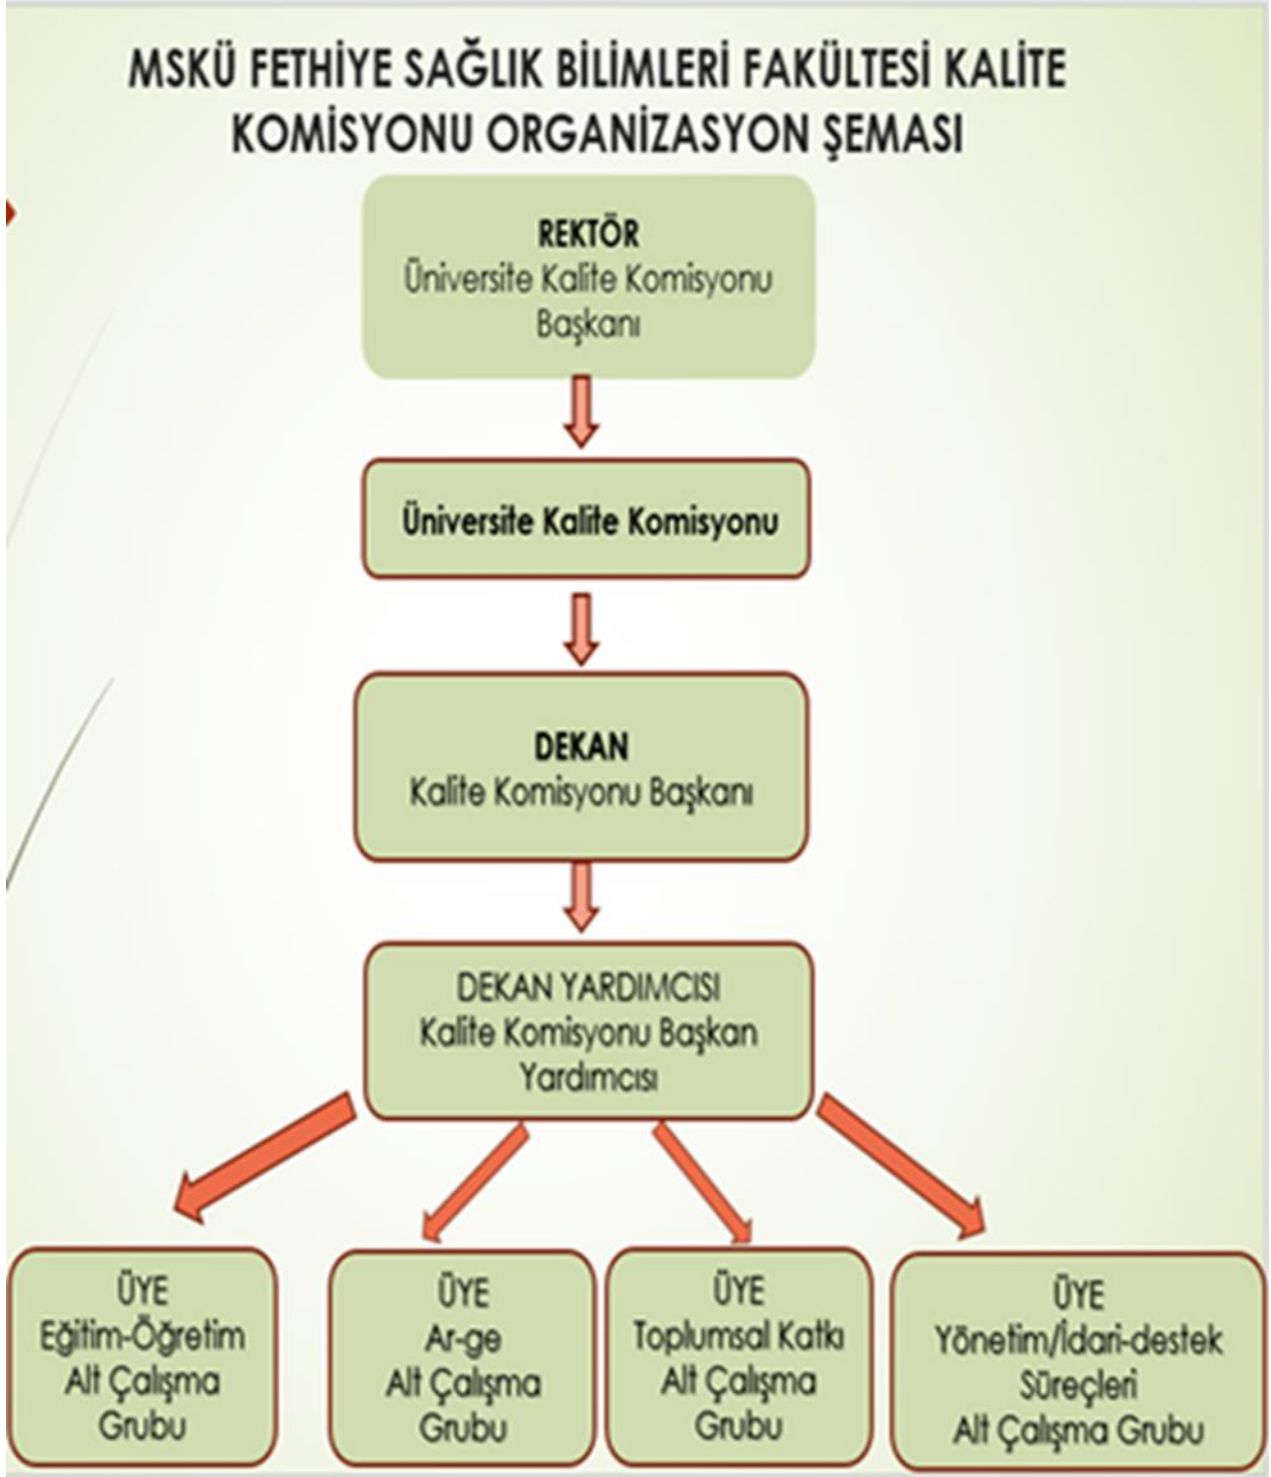 MSKÜ FETHİYE SAĞLIK BİLİMLERİ FAKÜLTESİ KALİTE
KOMİSYONU ORGANİZASYON ŞEMASI
REKTÖR
Üniversite Kalite Komisyonu
Başkanı
Üniversite Kalite Komisyonu
DEKAN
Kalite Komisyonu Başkanı
DEKAN YARDIMCISI
Kalite Komisyonu Başkan
Yardımcısı
ÜYE
Eğitim-Öğretim
Alt Çalışma
Grubu
ÜYE
Ar-ge
Alt Çalışma
Grubu
ÜYE
Toplumsal Katkı
Alt Çalışma
Grubu
ÜYE
Yönetim/İdari-destek
Süreçleri
Alt Çalışma Grubu